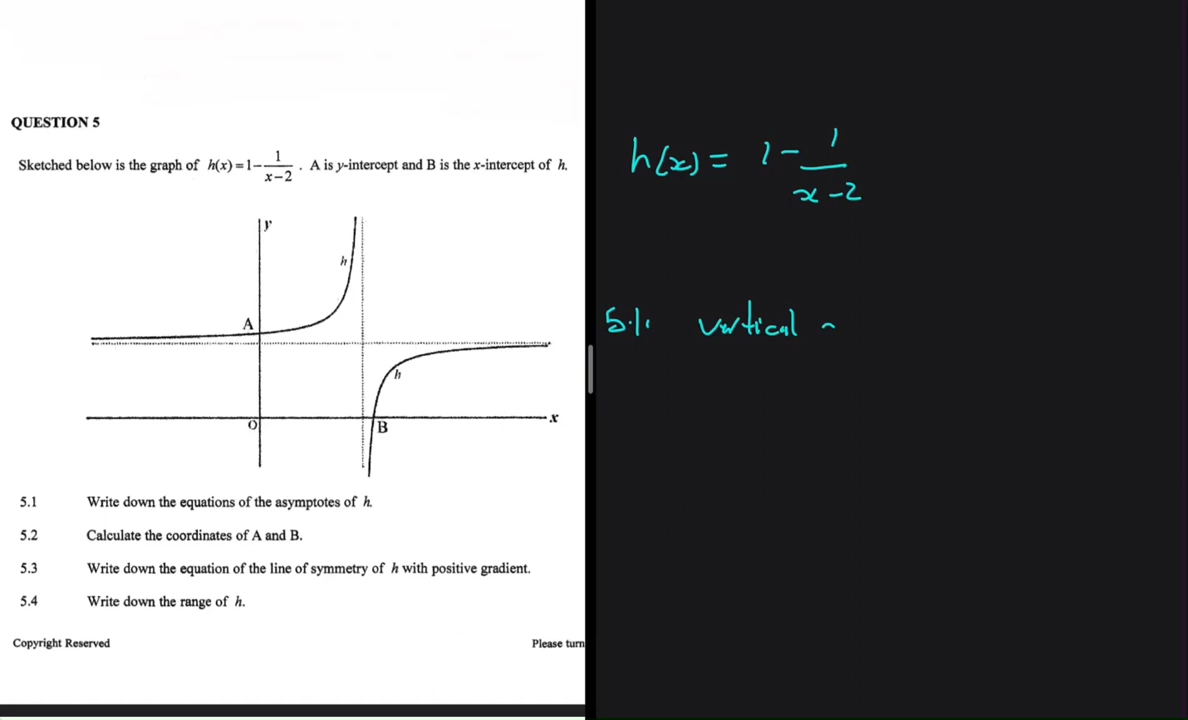 QUESTION 5
Sketched below is the graph of h(x) = 1 - 1/(x-2) . A is y-intercept and B is the x-intercept of h.
y
h
A
h
O
B
x
5.1 Write down the equations of the asymptotes of h.
5.2 Calculate the coordinates of A and B.
5.3 Write down the equation of the line of symmetry of h with positive gradient.
5.4 Write down the range of h.
Copyright Reserved Please turn
h(x) = 1 - 1/(x-2)
5.1. vertical